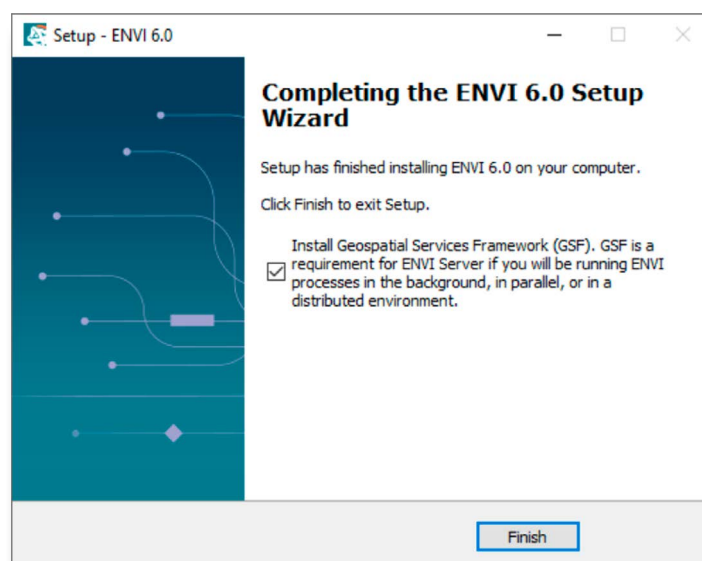 Setup - ENVI 6.0
Completing the ENVI 6.0 Setup
Wizard
Setup has finished installing ENVI 6.0 on your computer.
Click Finish to exit Setup.
Install Geospatial Services Framework (GSF). GSF is a
requirement for ENVI Server if you will be running ENVI
processes in the background, in parallel, or in a
distributed environment.
Finish